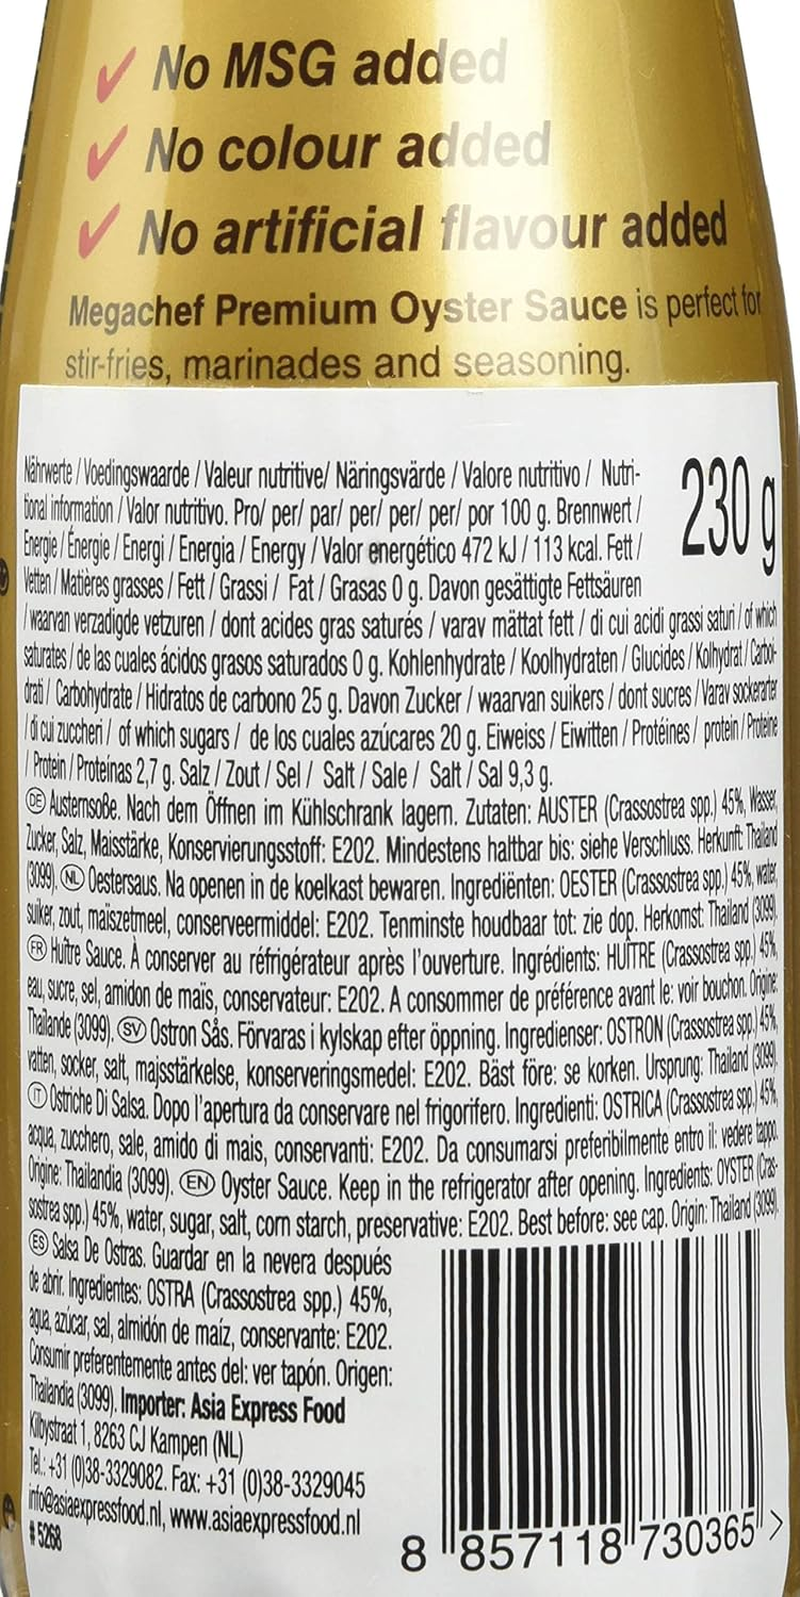 No MSG added
No colour added
No artificial flavour added
Megachef Premium Oyster Sauce is perfect for
stir-fries, marinades and seasoning.
230 g
Nährwerte / Voedingswaarde / Valeur nutritive/ Näringsvärde / Valore nutritivo / Nutri-
tional information / Valor nutritivo. Pro/ per/ par/ per/ per/ per/ por 100 g. Brennwert /
Energie / Énergie / Energi / Energia / Energy / Valor energético 472 kJ / 113 kcal. Fett /
Vetten / Matières grasses / Fett / Grassi / Fat / Grasas 0 g. Davon gesättigte Fettsäuren
/ waarvan verzadigde vetzuren / dont acides gras saturés / varav mättat fett / di cui acidi grassi saturi / of which
saturates / de las cuales ácidos grasos saturados 0 g. Kohlenhydrate / Koolhydraten / Glucides / Kolhydrat / Carboi-
drati / Carbohydrate / Hidratos de carbono 25 g. Davon Zucker / waarvan suikers / dont sucres / Varav sockerarter
/ di cui zuccheri / of which sugars / de los cuales azúcares 20 g. Eiweiss / Eiwitten / Protéines / protein / Proteine
/ Protein / Proteínas 2,7 g. Salz / Zout / Sel / Salt / Sale / Salt / Sal 9,3 g.
DE Austernsoße. Nach dem Öffnen im Kühlschrank lagern. Zutaten: AUSTER (Crassostrea spp.) 45%, Wasser,
Zucker, Salz, Maisstärke, Konservierungsstoff: E202. Mindestens haltbar bis: siehe Verschluss. Herkunft: Thailand
(3099). NL Oestersaus. Na openen in de koelkast bewaren. Ingrediënten: OESTER (Crassostrea spp.) 45%, water,
suiker, zout, maïszetmeel, conserveermiddel: E202. Tenminste houdbaar tot: zie dop. Herkomst: Thailand (3099).
FR Huître Sauce. À conserver au réfrigérateur après l'ouverture. Ingrédients: HUÎTRE (Crassostrea spp.) 45%,
eau, sucre, sel, amidon de maïs, conservateur: E202. A consommer de préférence avant le: voir bouchon. Origine:
Thaïlande (3099). SV Ostron Sås. Förvaras i kylskap efter öppning. Ingredienser: OSTRON (Crassostrea spp.) 45%,
vatten, socker, salt, majsstärkelse, konserveringsmedel: E202. Bäst före: se korken. Ursprung: Thailand (3099).
IT Ostriche Di Salsa. Dopo l'apertura da conservare nel frigorifero. Ingredienti: OSTRICA (Crassostrea spp.) 45%,
acqua, zucchero, sale, amido di mais, conservanti: E202. Da consumarsi preferibilmente entro il: vedere tappo.
Origine: Thailandia (3099). EN Oyster Sauce. Keep in the refrigerator after opening. Ingredients: OYSTER (Cras-
sostrea spp.) 45%, water, sugar, salt, corn starch, preservative: E202. Best before: see cap. Origin: Thailand (3099).
ES Salsa De Ostras. Guardar en la nevera después
de abrir. Ingredientes: OSTRA (Crassostrea spp.) 45%,
agua, azúcar, sal, almidón de maíz, conservante: E202.
Consumir preferentemente antes del: ver tapón. Origen:
Thailandia (3099). Importer: Asia Express Food
Kilbystraat 1, 8263 CJ Kampen (NL)
Tel.: +31 (0)38-3329082. Fax: +31 (0)38-3329045
info@asiaexpressfood.nl, www.asiaexpressfood.nl
# 5268
8 857118 730365 >